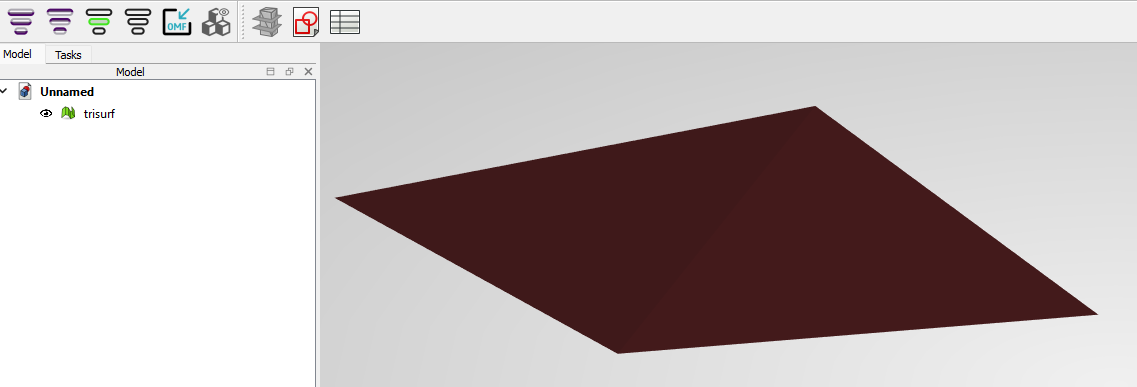 OMF
Model
Tasks
Model
Unnamed
trisurf